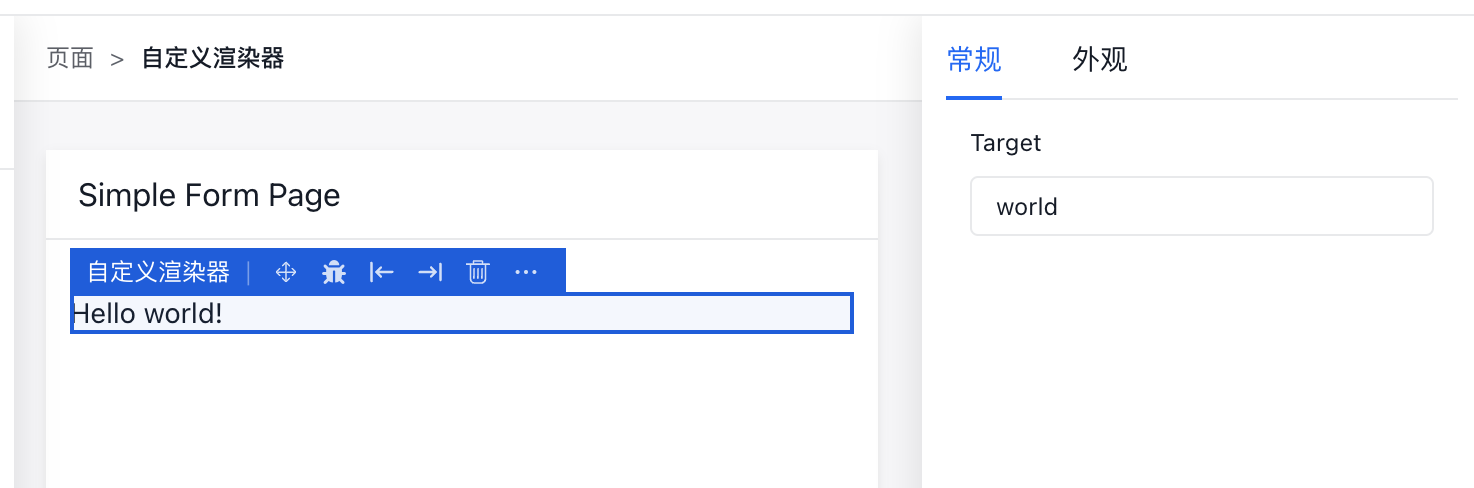 页面 > 自定义渲染器
常规 外观
Target
world
Simple Form Page
自定义渲染器
Hello world!